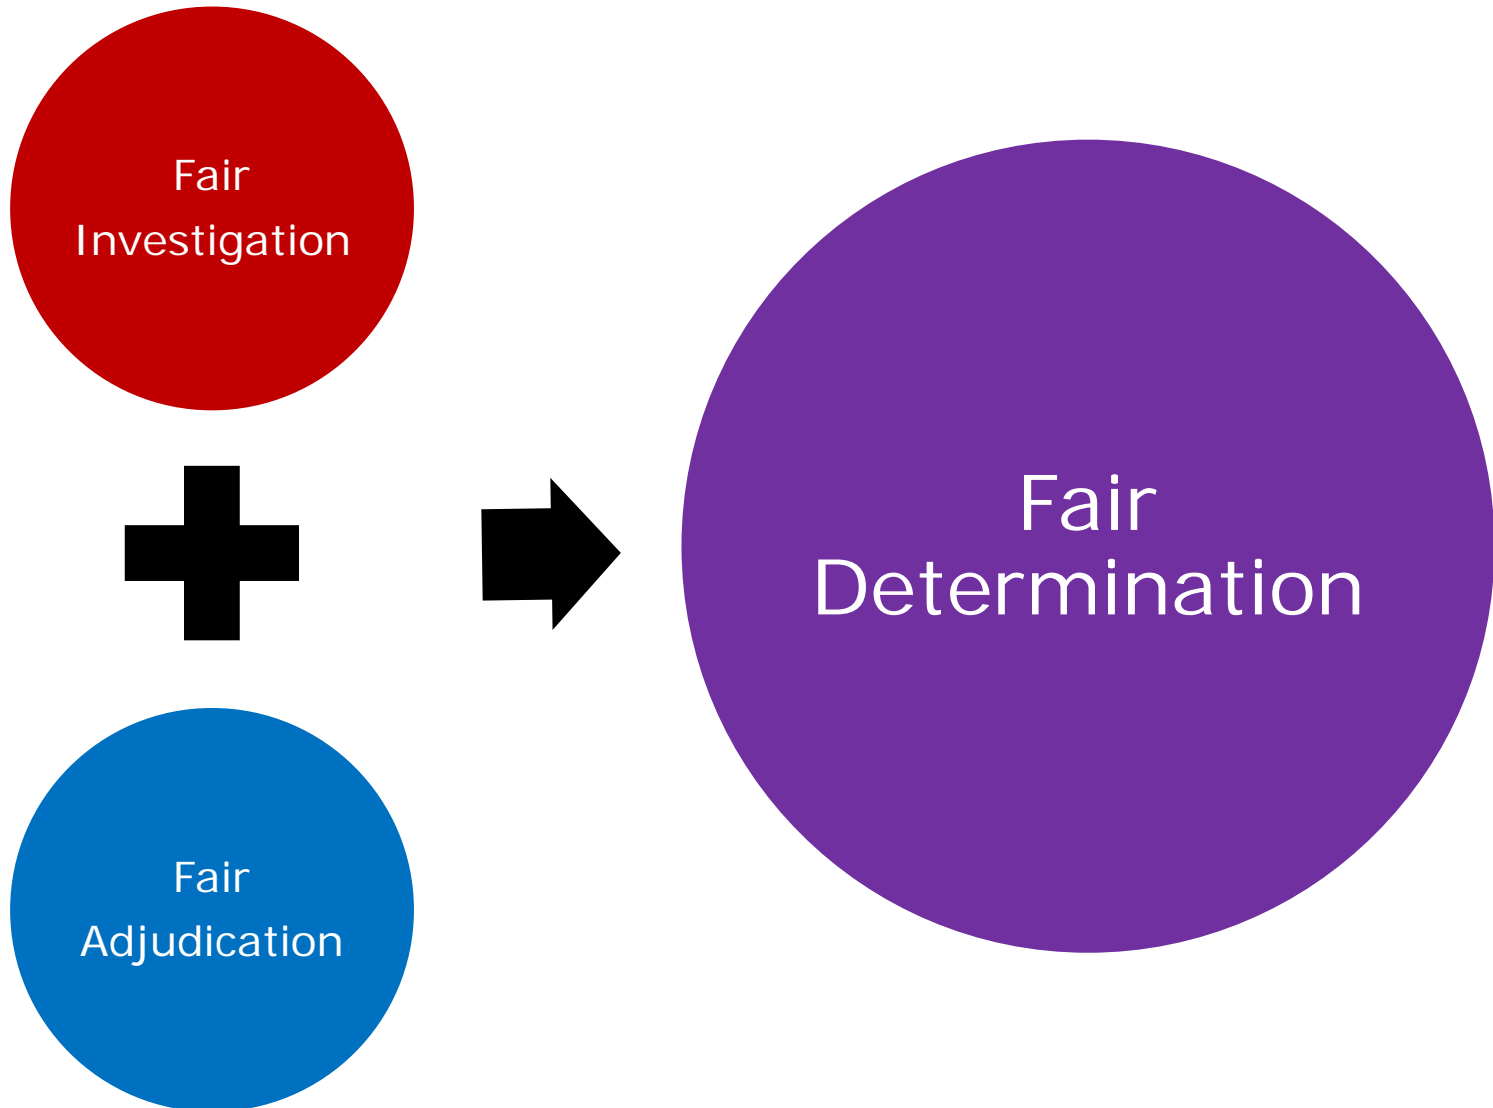 Fair
Investigation
Fair
Adjudication
Fair
Determination